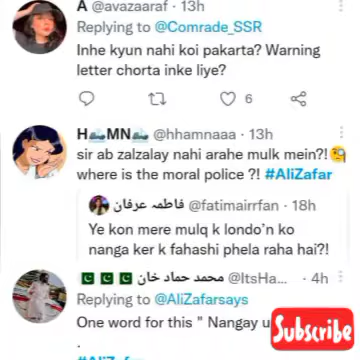 A @avazaaraf · 13h
Replying to @Comrade_SSR
Inhe kyun nahi koi pakarta? Warning
letter chorta inke liye?
6
H🌥️MN🌥️ @hhamnaaa · 13h
sir ab zalzalay nahi arahe mulk mein?!🧐
where is the moral police ?! #AliZafar
فاطمہ عرفان @fatimairrfan · 18h
Ye kon mere mulq k londo'n ko
nanga ker k fahashi phela raha hai?!
🇵🇰 🇵🇰 🇵🇰 محمد حماد خان @ItsHa... · 4h
Replying to @AliZafarsays
One word for this " Nangay
.
Subscribe